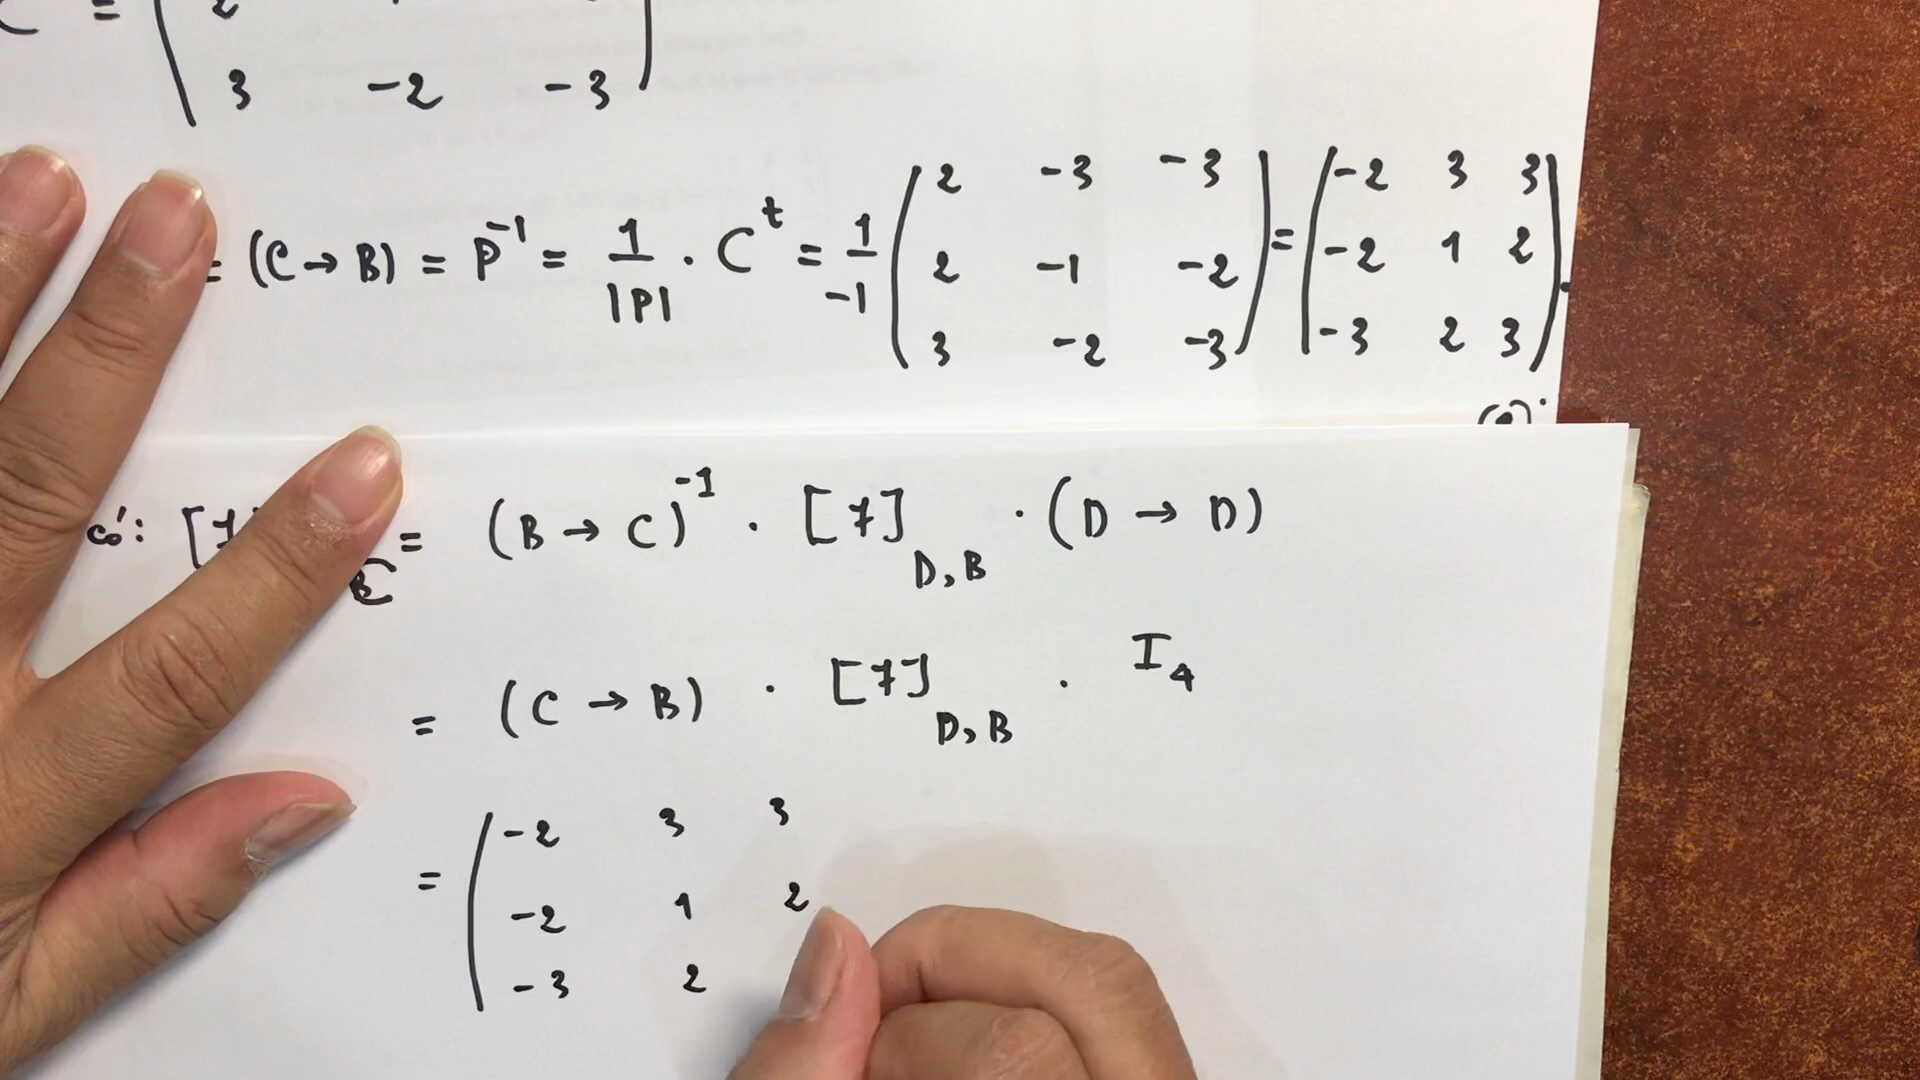 C = ( 2
3 -2 -3 )
= (C → B) = P⁻¹ = 1/|P| · Cᵗ = 1/-1 ( 2 -3 -3 ) = ( -2 3 3 )
2 -1 -2 -2 1 2 .
3 -2 -3 -3 2 3
có: [f] = (B → C)⁻¹ · [f] D,B · (D → D)
= (C → B) · [f] D,B · I₄
= ( -2 3 3
-2 1 2
-3 2